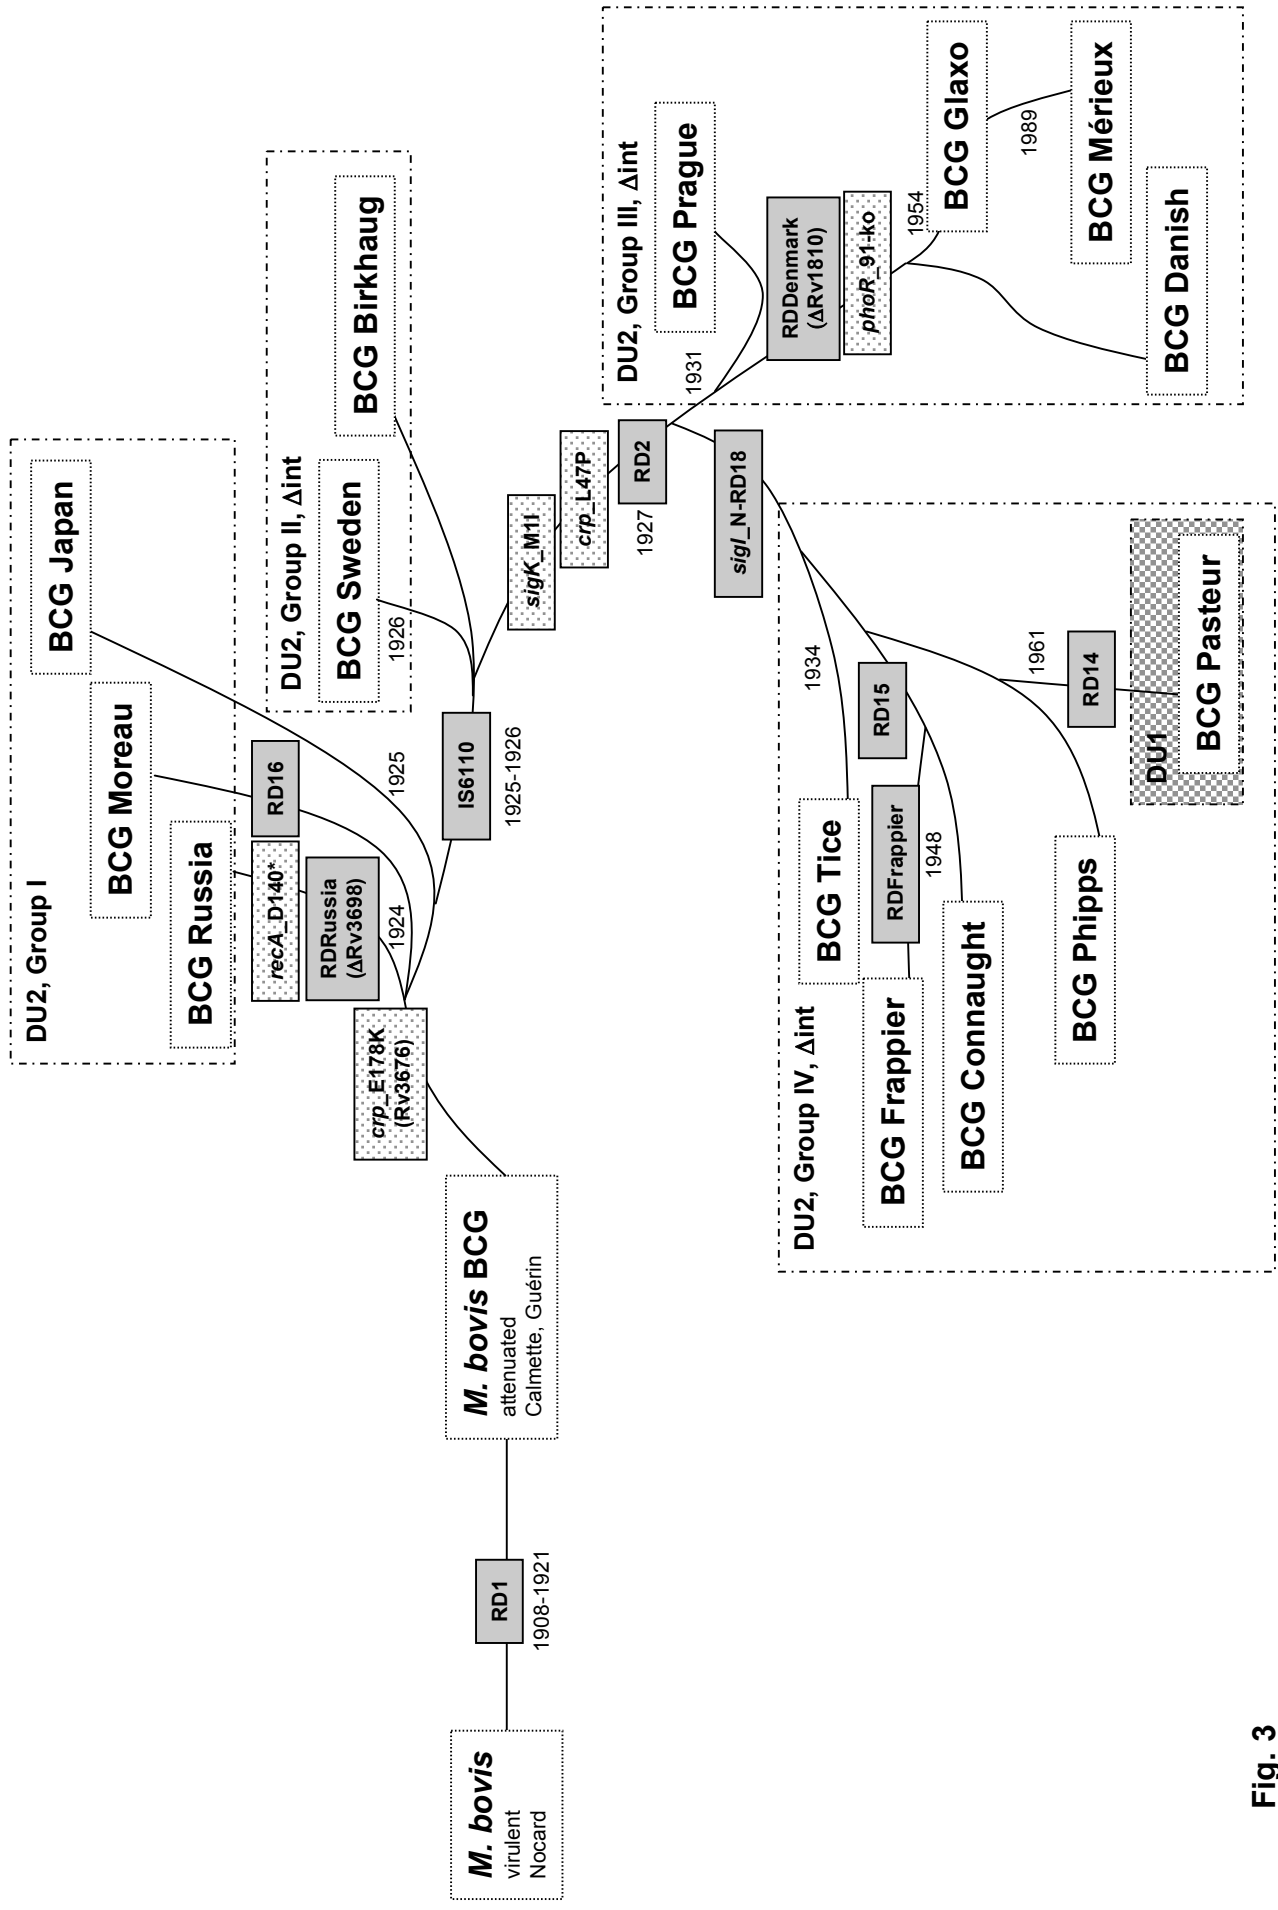 M. bovis
virulent
Nocard
RD1
1908-1921
M. bovis BCG
attenuated
Calmette, Guérin
crp_E178K
(Rv3676)
DU2, Group I
BCG Russia
BCG Moreau
BCG Japan
recA_D140*
RD16
RDRussia
(ΔRv3698)
1924
1925
IS6110
1925-1926
DU2, Group II, Δint
BCG Sweden
1926
BCG Birkhaug
sigK_M1I
crp_L47P
RD2
1927
1931
DU2, Group III, Δint
BCG Prague
RDDenmark
(ΔRv1810)
phoR_91-ko
1954
BCG Glaxo
1989
BCG Mérieux
BCG Danish
sigI_N-RD18
DU2, Group IV, Δint
1934
BCG Tice
RD15
RDFrappier
1948
BCG Frappier
BCG Connaught
BCG Phipps
1961
RD14
DU1
BCG Pasteur
Fig. 3